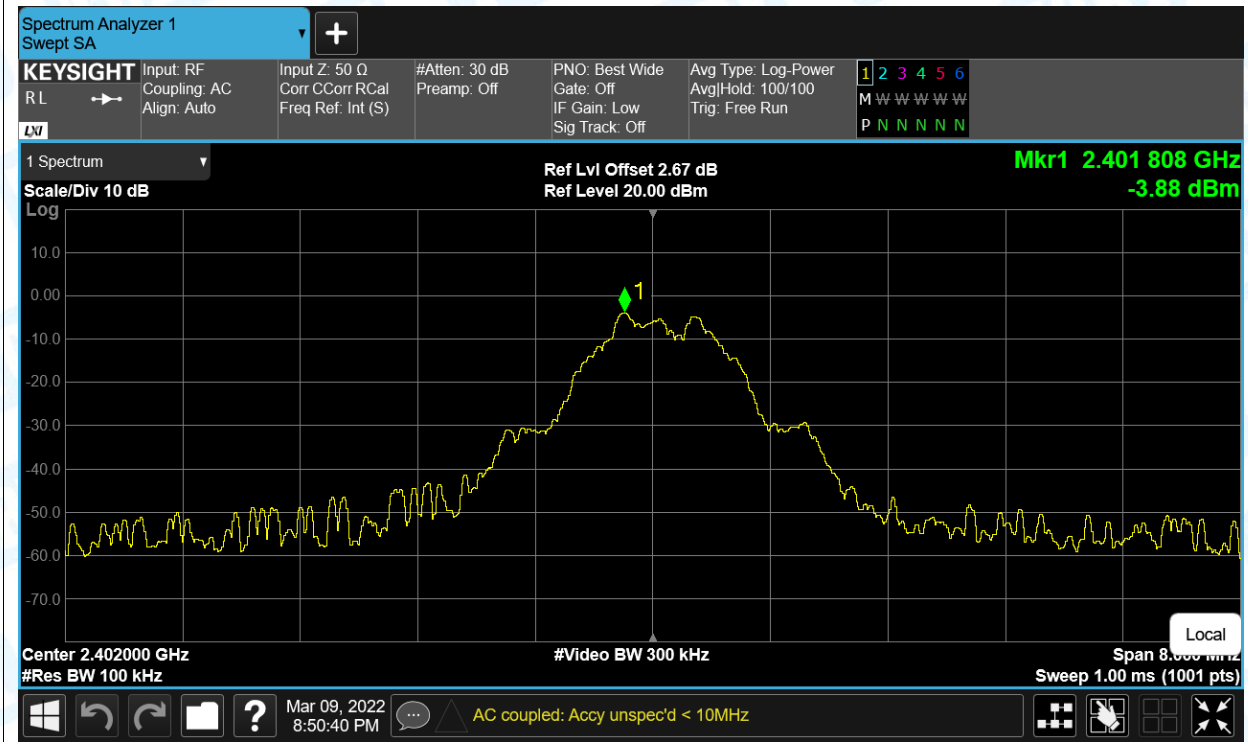 Spectrum Analyzer 1
Swept SA
KEYSIGHT
R L
LXI
Input: RF
Coupling: AC
Align: Auto
Input Z: 50 Ω
Corr CCorr RCal
Freq Ref: Int (S)
#Atten: 30 dB
Preamp: Off
PNO: Best Wide
Gate: Off
IF Gain: Low
Sig Track: Off
Avg Type: Log-Power
Avg|Hold: 100/100
Trig: Free Run
1 2 3 4 5 6
M W W W W W
P N N N N N
1 Spectrum
Scale/Div 10 dB
Log
Ref Lvl Offset 2.67 dB
Ref Level 20.00 dBm
Mkr1 2.401 808 GHz
-3.88 dBm
10.0
0.00
1
-10.0
-20.0
-30.0
-40.0
-50.0
-60.0
-70.0
Local
Center 2.402000 GHz
#Video BW 300 kHz
Span 8.000 MHz
#Res BW 100 kHz
Sweep 1.00 ms (1001 pts)
?
Mar 09, 2022
8:50:40 PM
AC coupled: Accy unspec'd < 10MHz